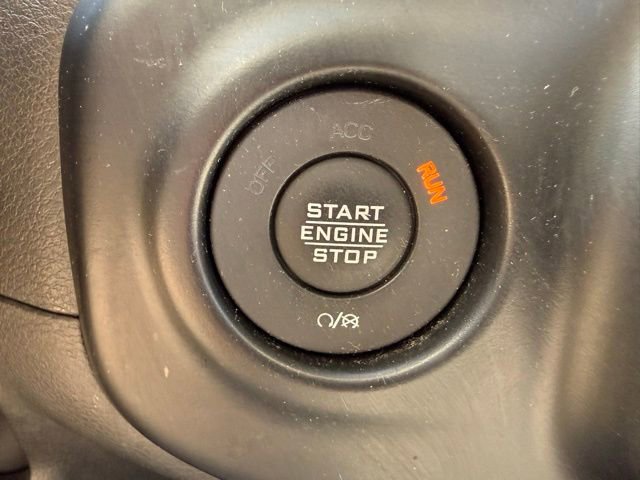 ACC
OFF
RUN
START
ENGINE
STOP